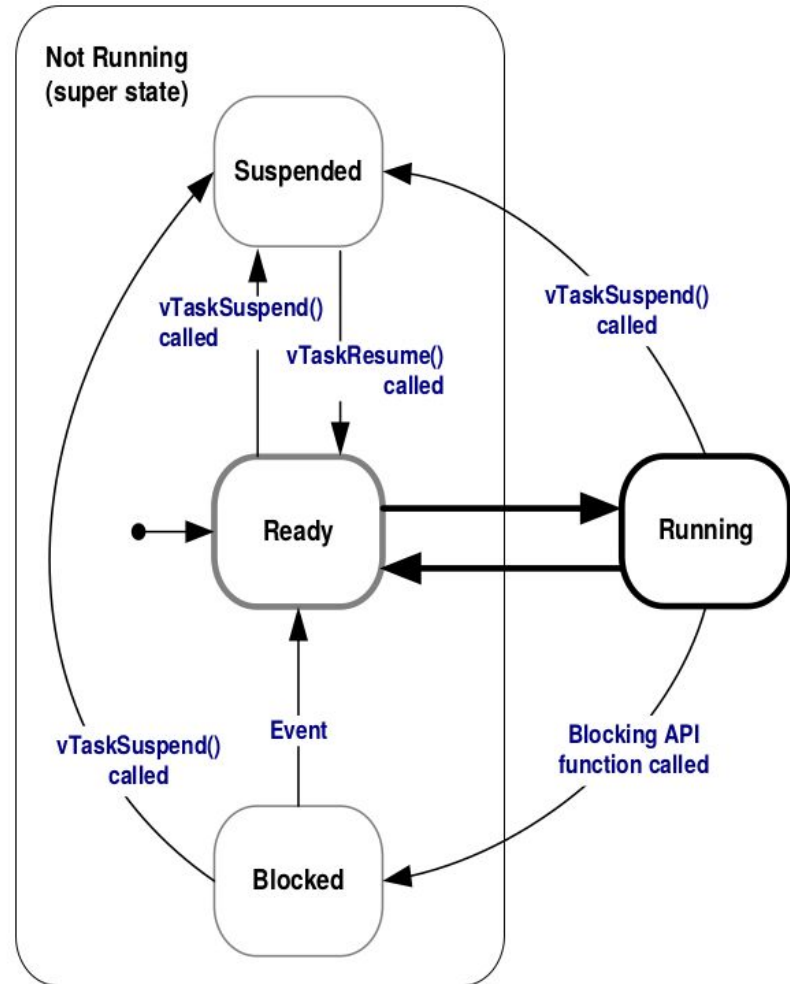 Not Running
(super state)
Suspended
vTaskSuspend()
called
vTaskResume()
called
vTaskSuspend()
called
Ready
Running
Event
vTaskSuspend()
called
Blocking API
function called
Blocked